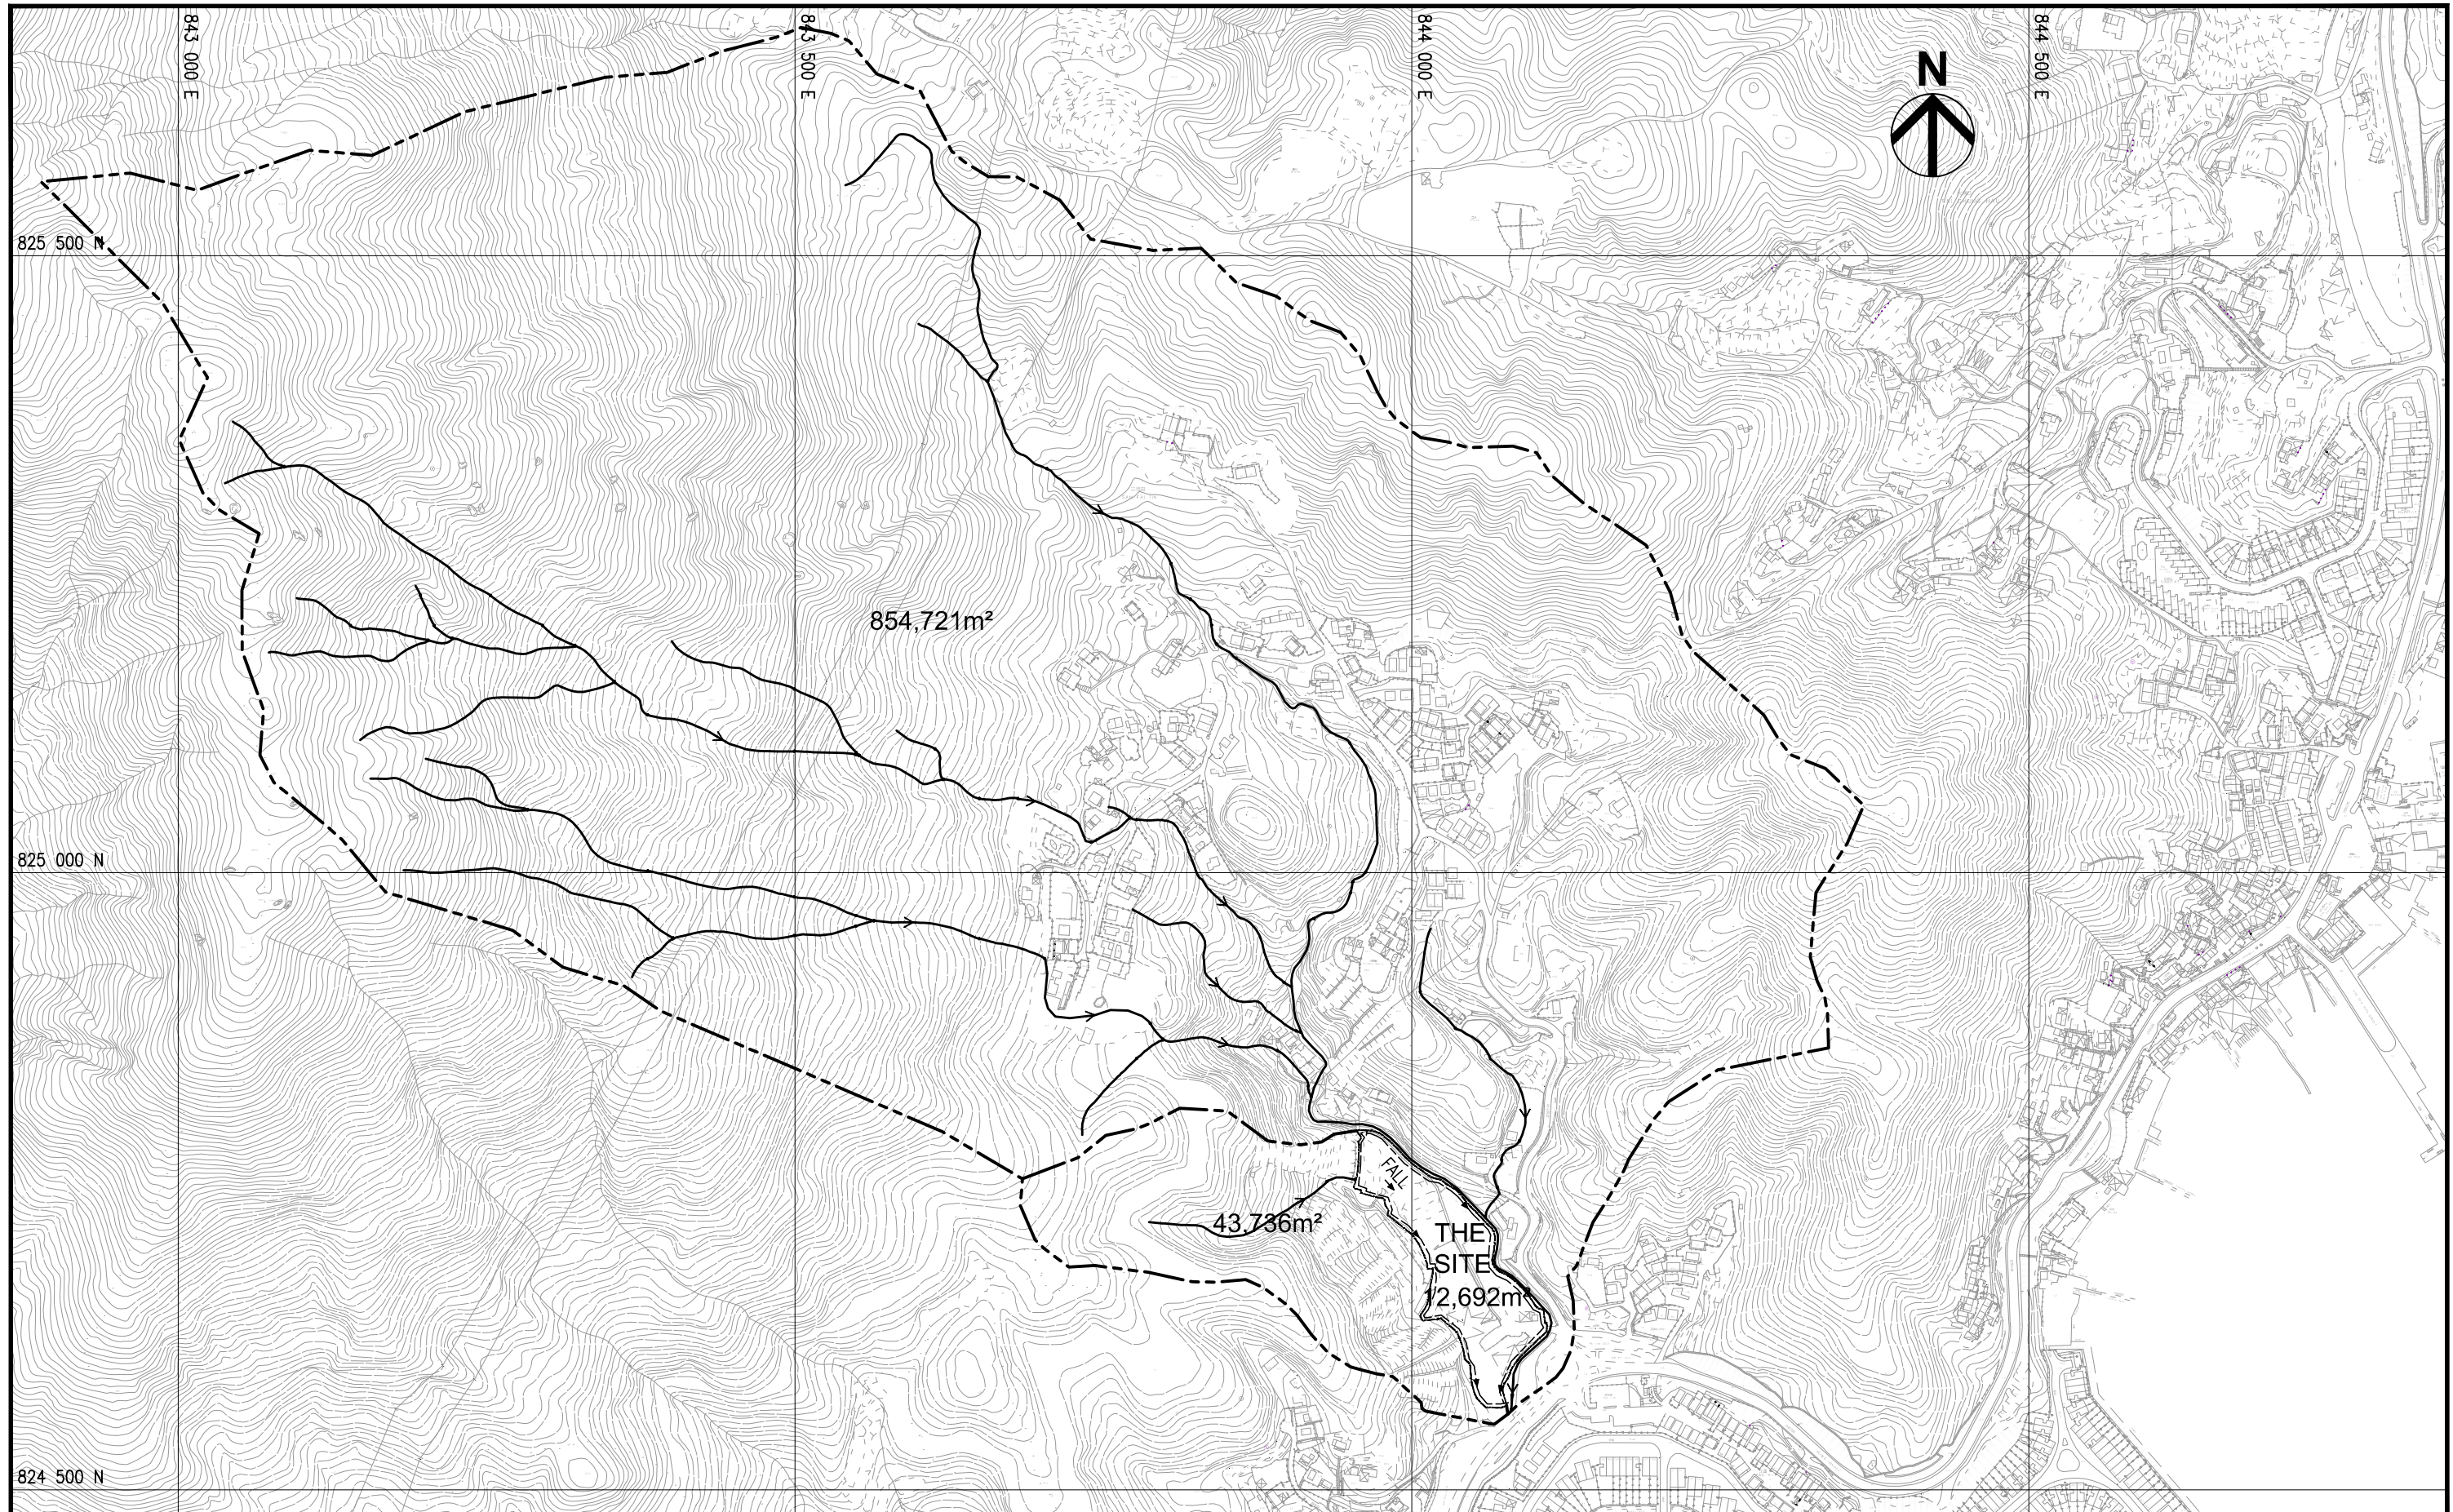 843 000 E
843 500 E
844 000 E
844 500 E
N
825 500 N
854,721m²
825 000 N
FALL
43,736m²
THE
SITE
12,692m²
824 500 N